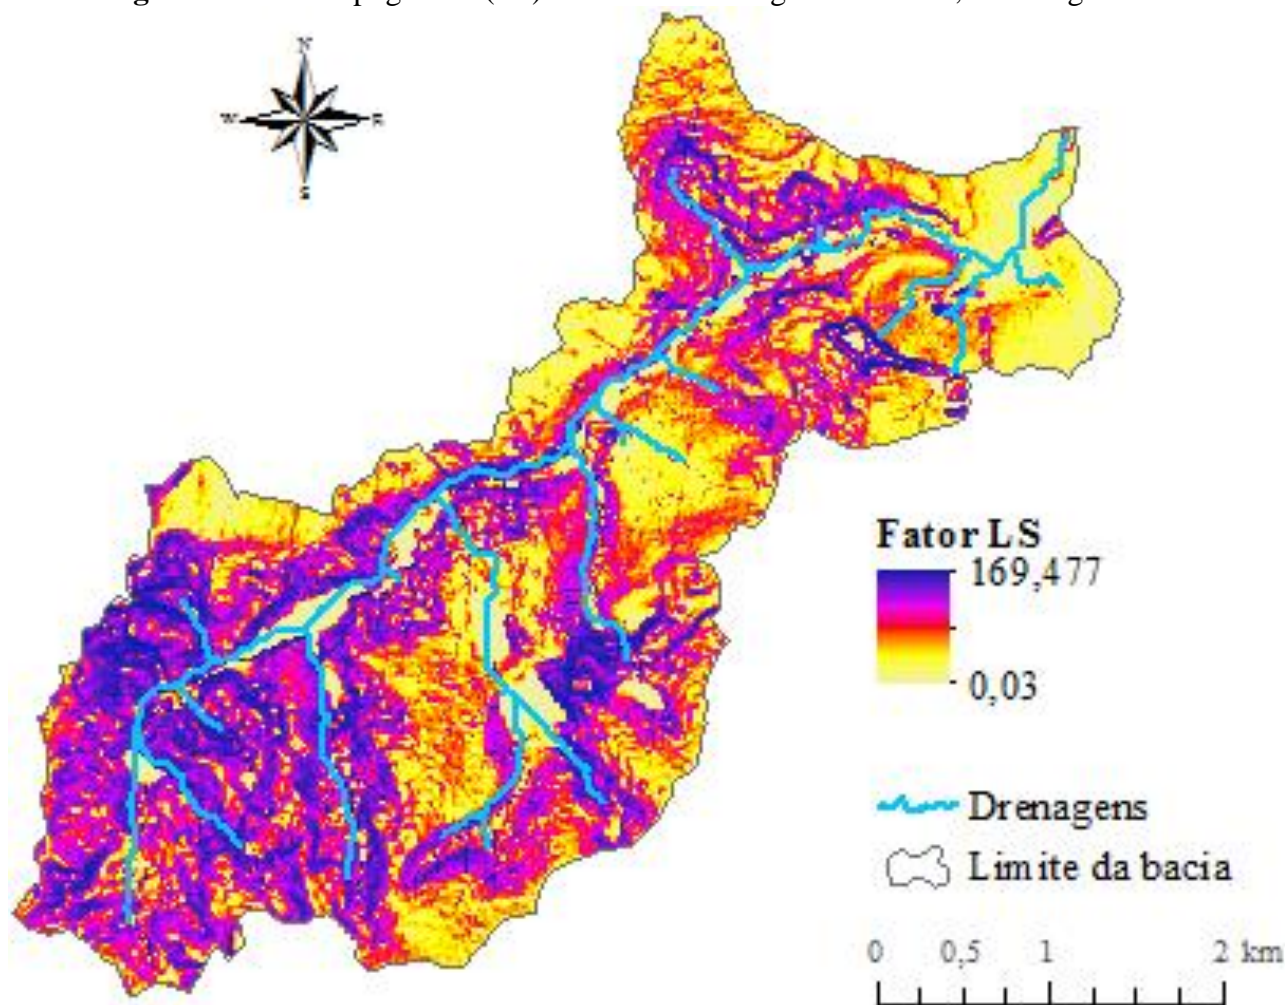 N
W E
S
Fator LS
169,477
0,03
Drenagens
Limite da bacia
0 0,5 1 2 km